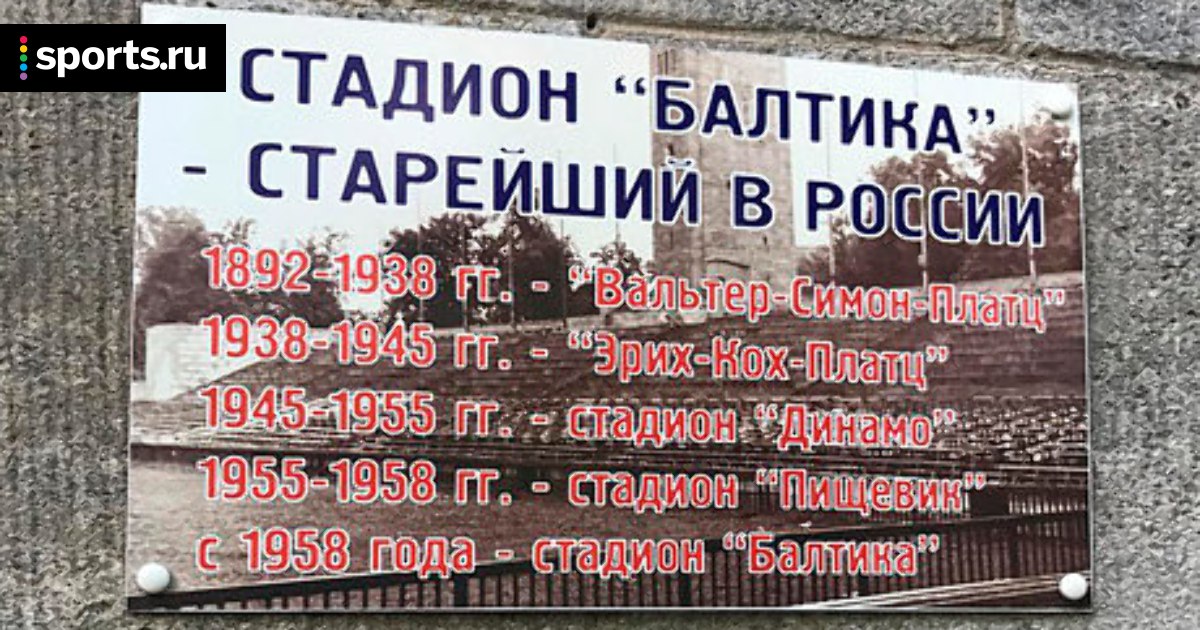 sports.ru
СТАДИОН “БАЛТИКА”
- СТАРЕЙШИЙ В РОССИИ
1892-1938 гг. - “Вальтер-Симон-Платц”
1938-1945 гг. - “Эрих-Кох-Платц”
1945-1955 гг. - стадион “Динамо”
1955-1958 гг. - стадион “Пищевик”
с 1958 года - стадион “Балтика”